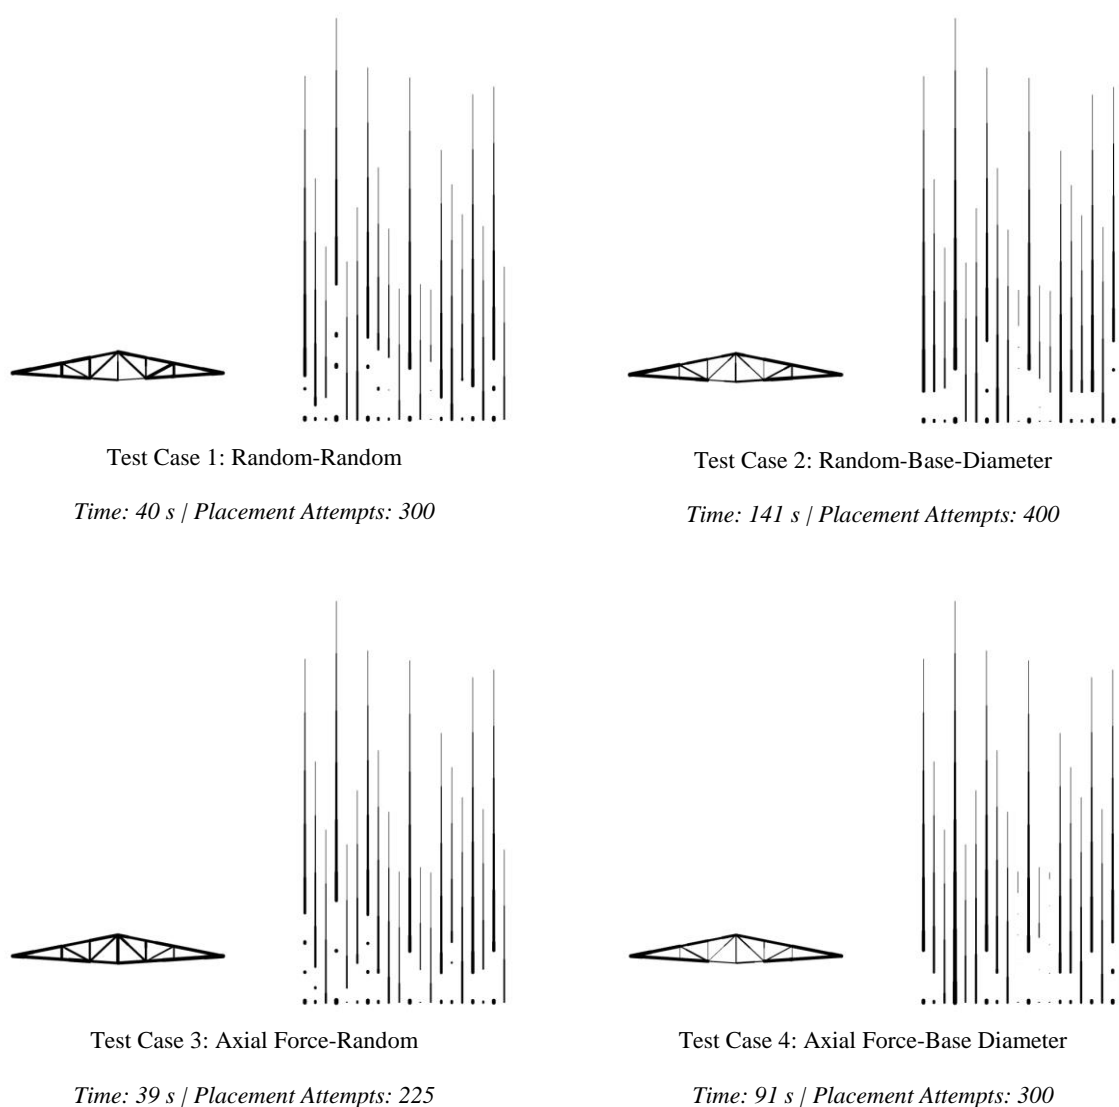 Test Case 1: Random-Random
Time: 40 s | Placement Attempts: 300
Test Case 2: Random-Base-Diameter
Time: 141 s | Placement Attempts: 400
Test Case 3: Axial Force-Random
Time: 39 s | Placement Attempts: 225
Test Case 4: Axial Force-Base Diameter
Time: 91 s | Placement Attempts: 300